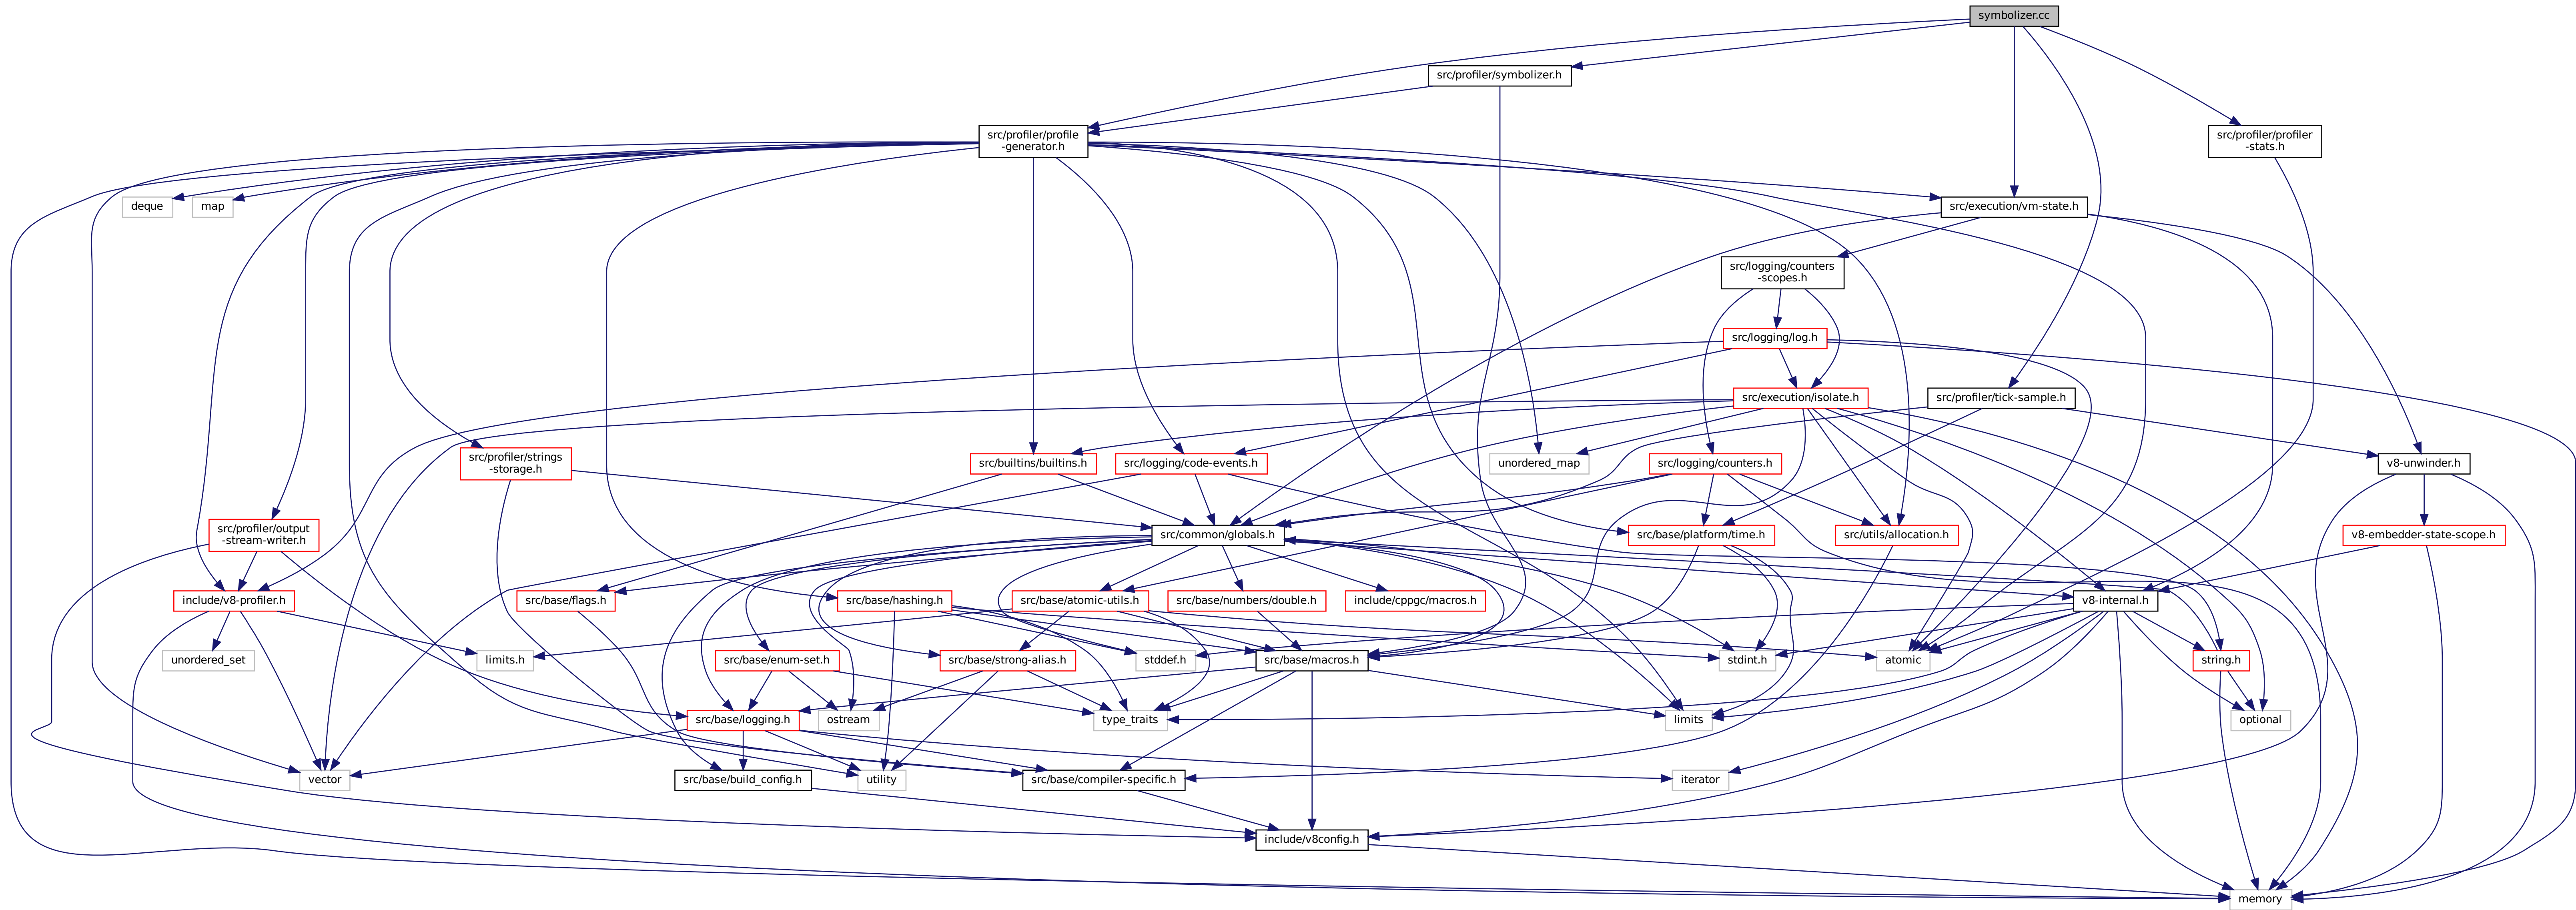 symbolizer.cc
src/profiler/symbolizer.h
src/profiler/profile
-generator.h
src/profiler/profiler
-stats.h
deque
map
src/execution/vm-state.h
src/logging/counters
-scopes.h
src/logging/log.h
src/execution/isolate.h
src/profiler/tick-sample.h
src/profiler/strings
-storage.h
src/builtins/builtins.h
src/logging/code-events.h
unordered_map
src/logging/counters.h
v8-unwinder.h
src/profiler/output
-stream-writer.h
src/common/globals.h
src/base/platform/time.h
src/utils/allocation.h
v8-embedder-state-scope.h
include/v8-profiler.h
src/base/flags.h
src/base/hashing.h
src/base/atomic-utils.h
src/base/numbers/double.h
include/cppgc/macros.h
v8-internal.h
unordered_set
limits.h
src/base/enum-set.h
src/base/strong-alias.h
stddef.h
src/base/macros.h
stdint.h
atomic
string.h
src/base/logging.h
ostream
type_traits
limits
optional
vector
src/base/build_config.h
utility
src/base/compiler-specific.h
iterator
include/v8config.h
memory